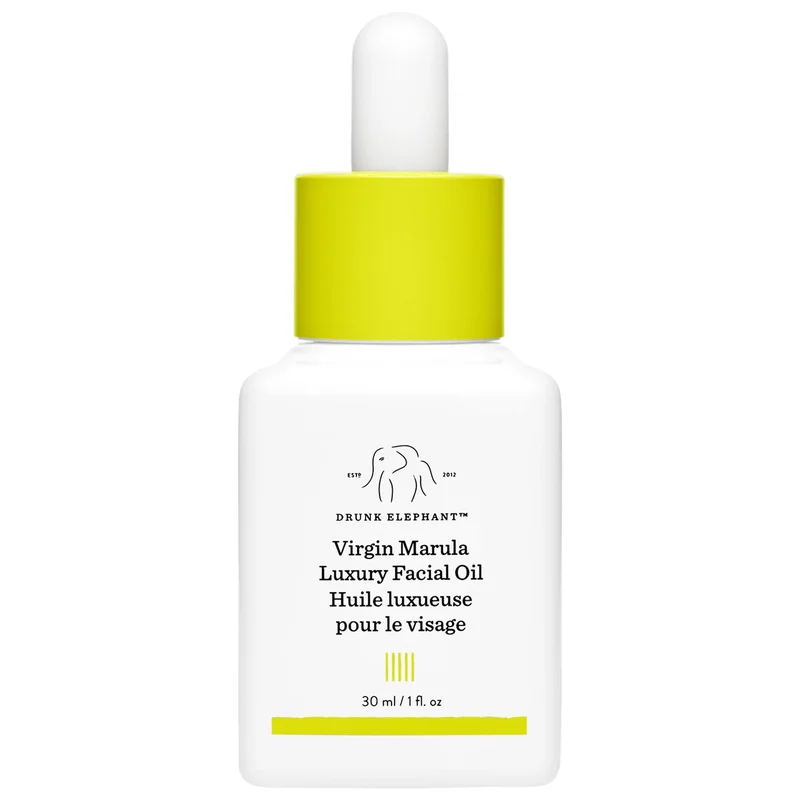 ESTD 2012
DRUNK ELEPHANT™
Virgin Marula
Luxury Facial Oil
Huile luxueuse
pour le visage
30 ml / 1 fl. oz